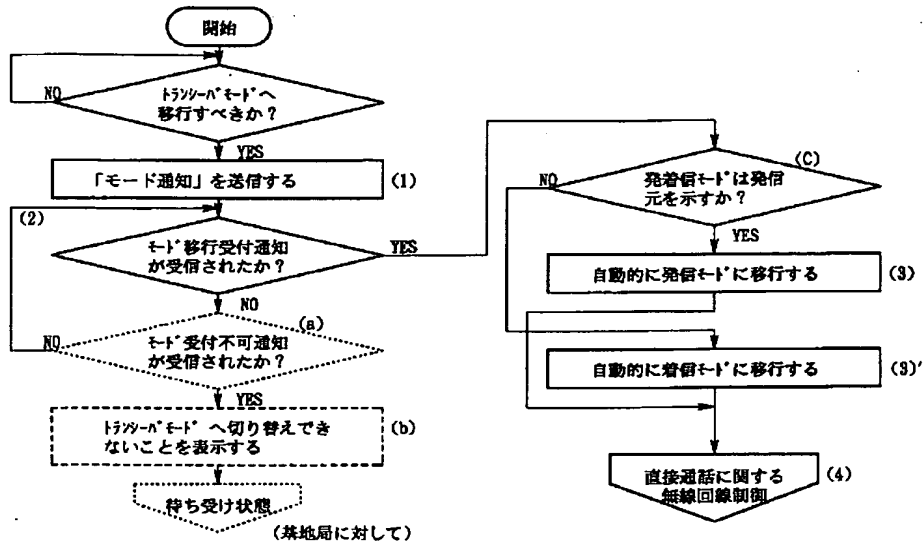 開始
トランシーバモードへ
移行すべきか？
NO
YES
「モード通知」を送信する
(1)
(2)
モード移行受付通知
が受信されたか？
YES
NO
(a)
モード受付不可通知
が受信されたか？
NO
YES
トランシーバモードへ切り替えでき
ないことを表示する
(b)
待ち受け状態
(基地局に対して)
(C)
発着信モードは発信
元を示すか？
NO
YES
自動的に発信モードに移行する
(3)
自動的に着信モードに移行する
(3)'
直接通話に関する
無線回線制御
(4)